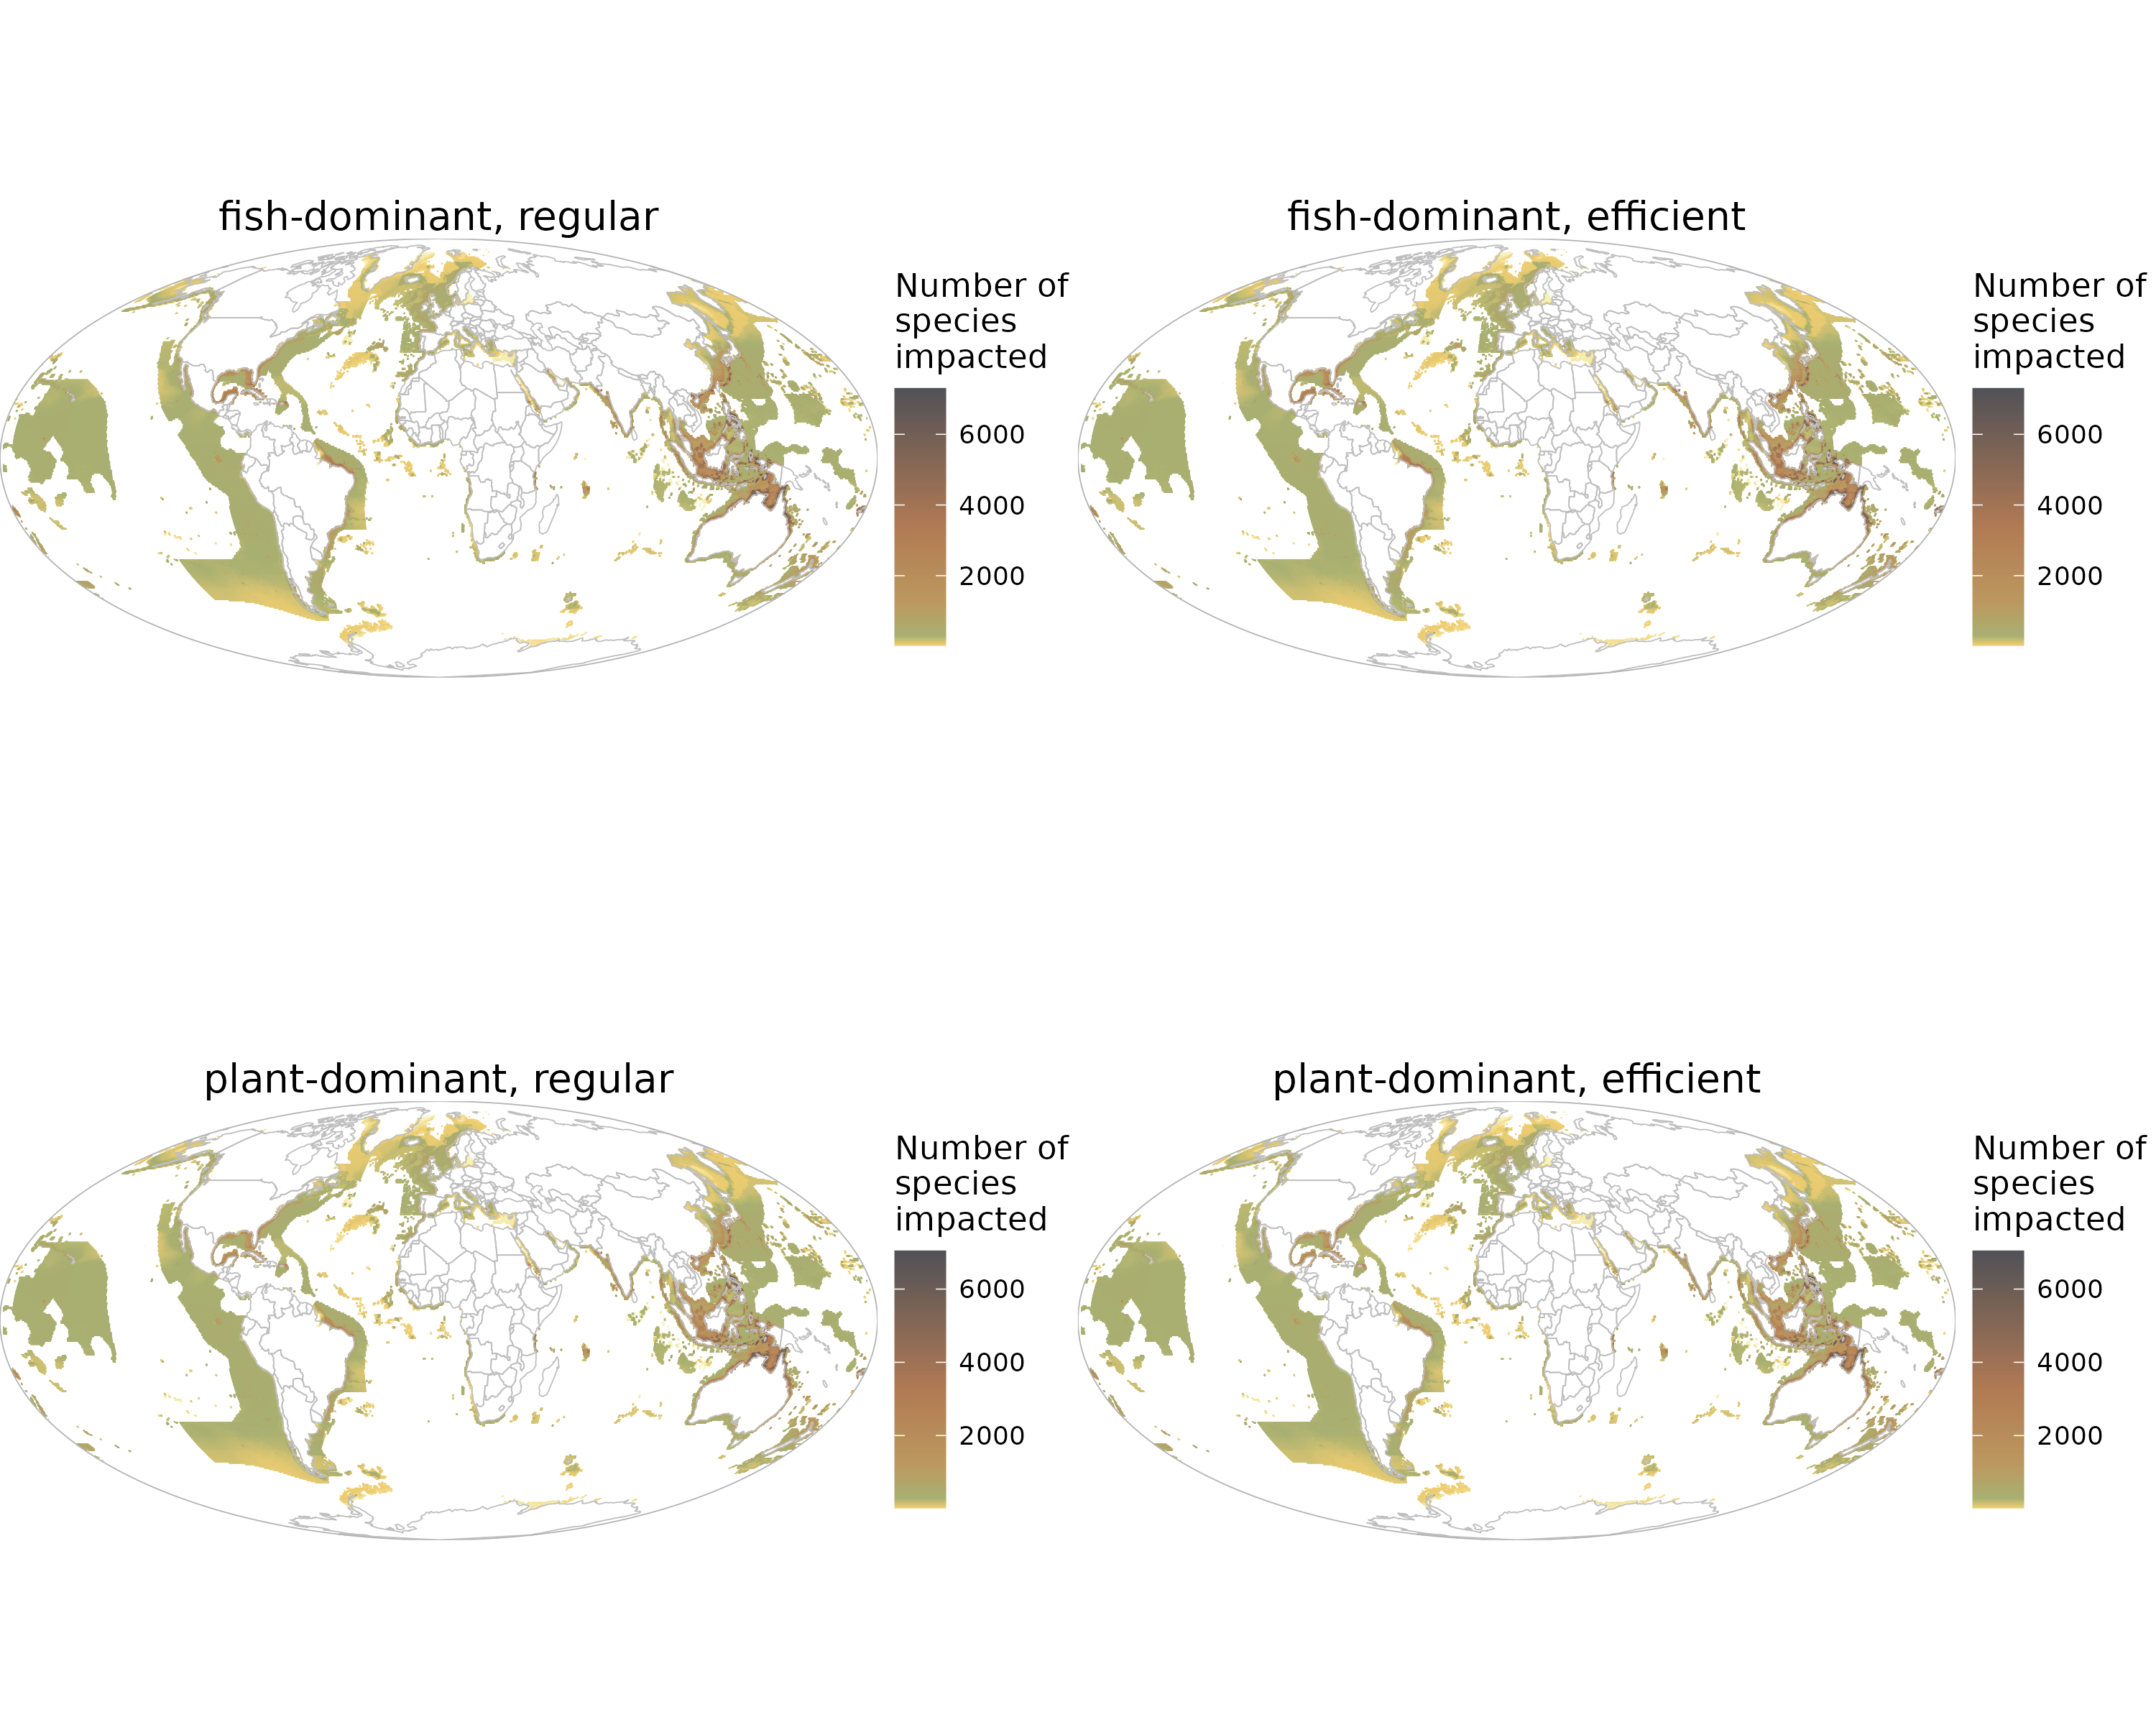 fish-dominant, regular
Number of
species
impacted
6000
4000
2000
fish-dominant, efficient
Number of
species
impacted
6000
4000
2000
plant-dominant, regular
Number of
species
impacted
6000
4000
2000
plant-dominant, efficient
Number of
species
impacted
6000
4000
2000